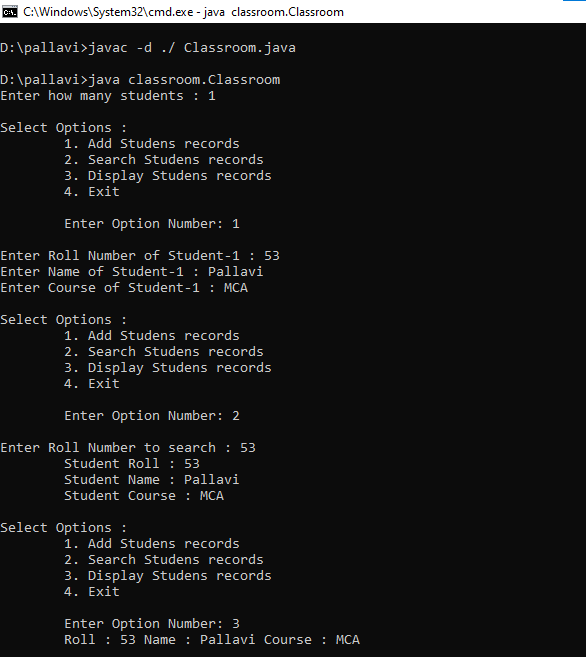 C:\Windows\System32\cmd.exe - java classroom.Classroom
D:\pallavi>javac -d ./ Classroom.java
D:\pallavi>java classroom.Classroom
Enter how many students : 1
Select Options :
1. Add Studens records
2. Search Studens records
3. Display Studens records
4. Exit
Enter Option Number: 1
Enter Roll Number of Student-1 : 53
Enter Name of Student-1 : Pallavi
Enter Course of Student-1 : MCA
Select Options :
1. Add Studens records
2. Search Studens records
3. Display Studens records
4. Exit
Enter Option Number: 2
Enter Roll Number to search : 53
Student Roll : 53
Student Name : Pallavi
Student Course : MCA
Select Options :
1. Add Studens records
2. Search Studens records
3. Display Studens records
4. Exit
Enter Option Number: 3
Roll : 53 Name : Pallavi Course : MCA